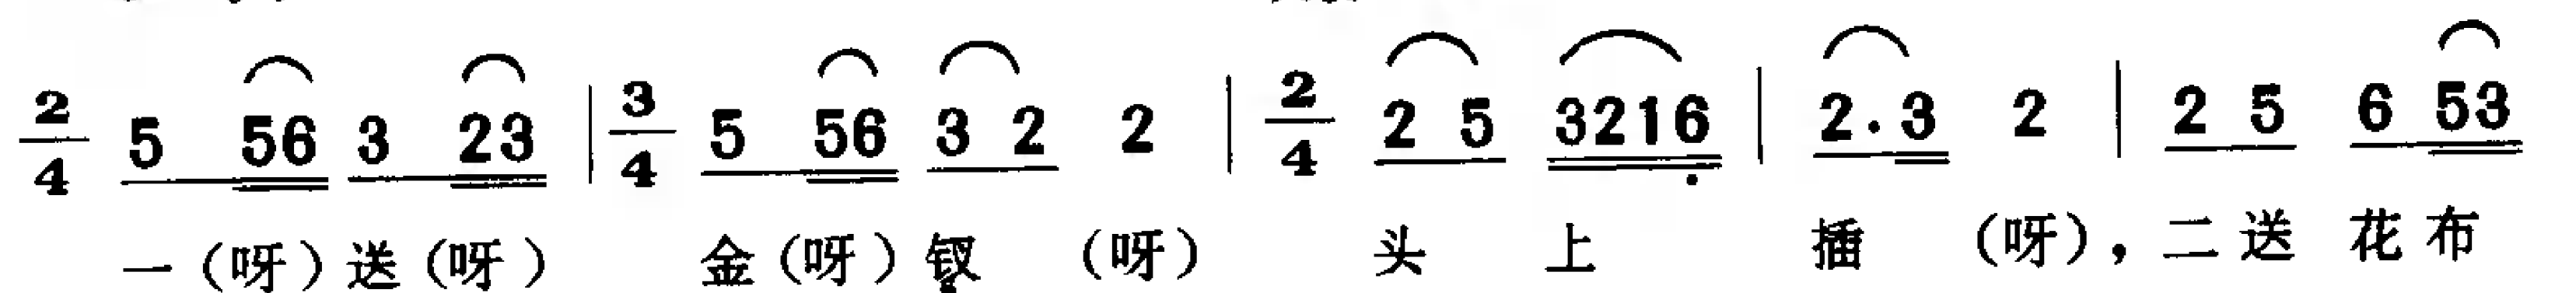 2/4 5 56 3 23 | 3/4 5 56 3 2 2 | 2/4 2 5 3216̣ | 2·3 2 | 2 5 6 53
一(呀)送(呀) 金(呀)钗 (呀) 头 上 插 (呀)，二送 花布